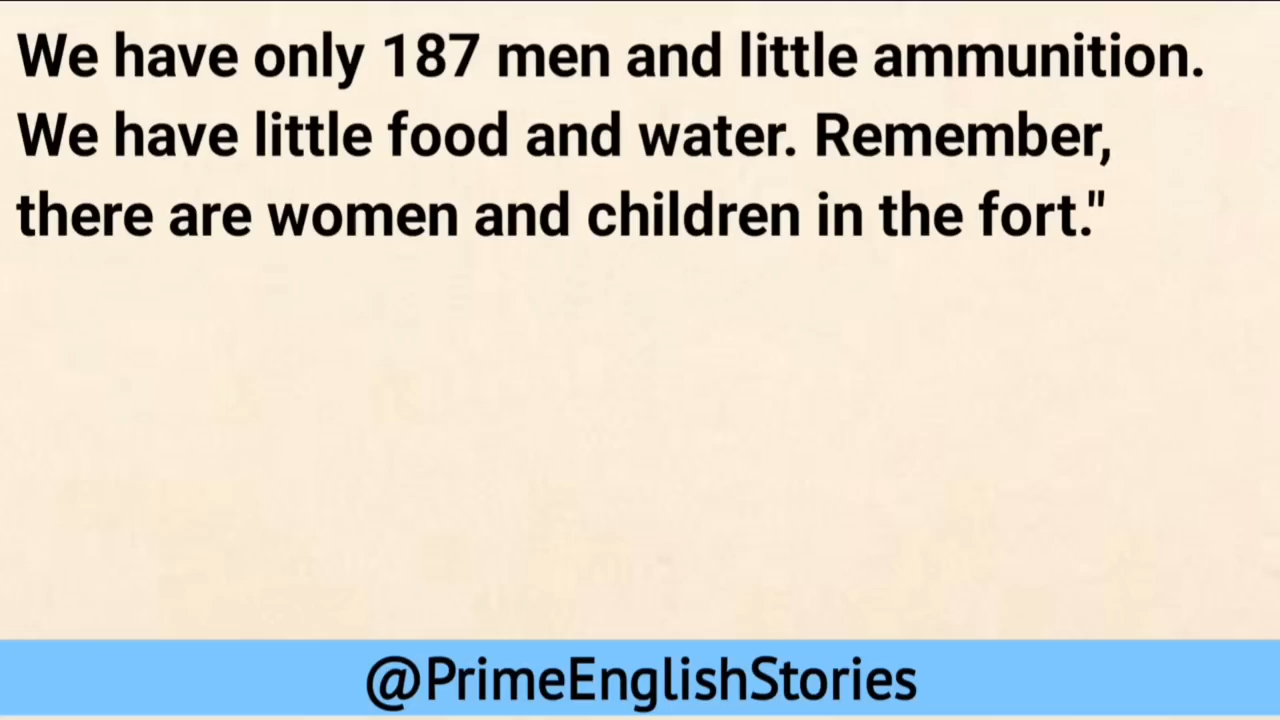 We have only 187 men and little ammunition.
We have little food and water. Remember,
there are women and children in the fort."
@PrimeEnglishStories